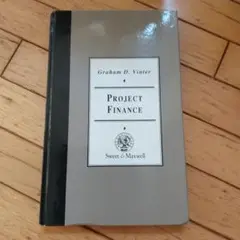 Graham D. Vinter
PROJECT
FINANCE
Sweet & Maxwell